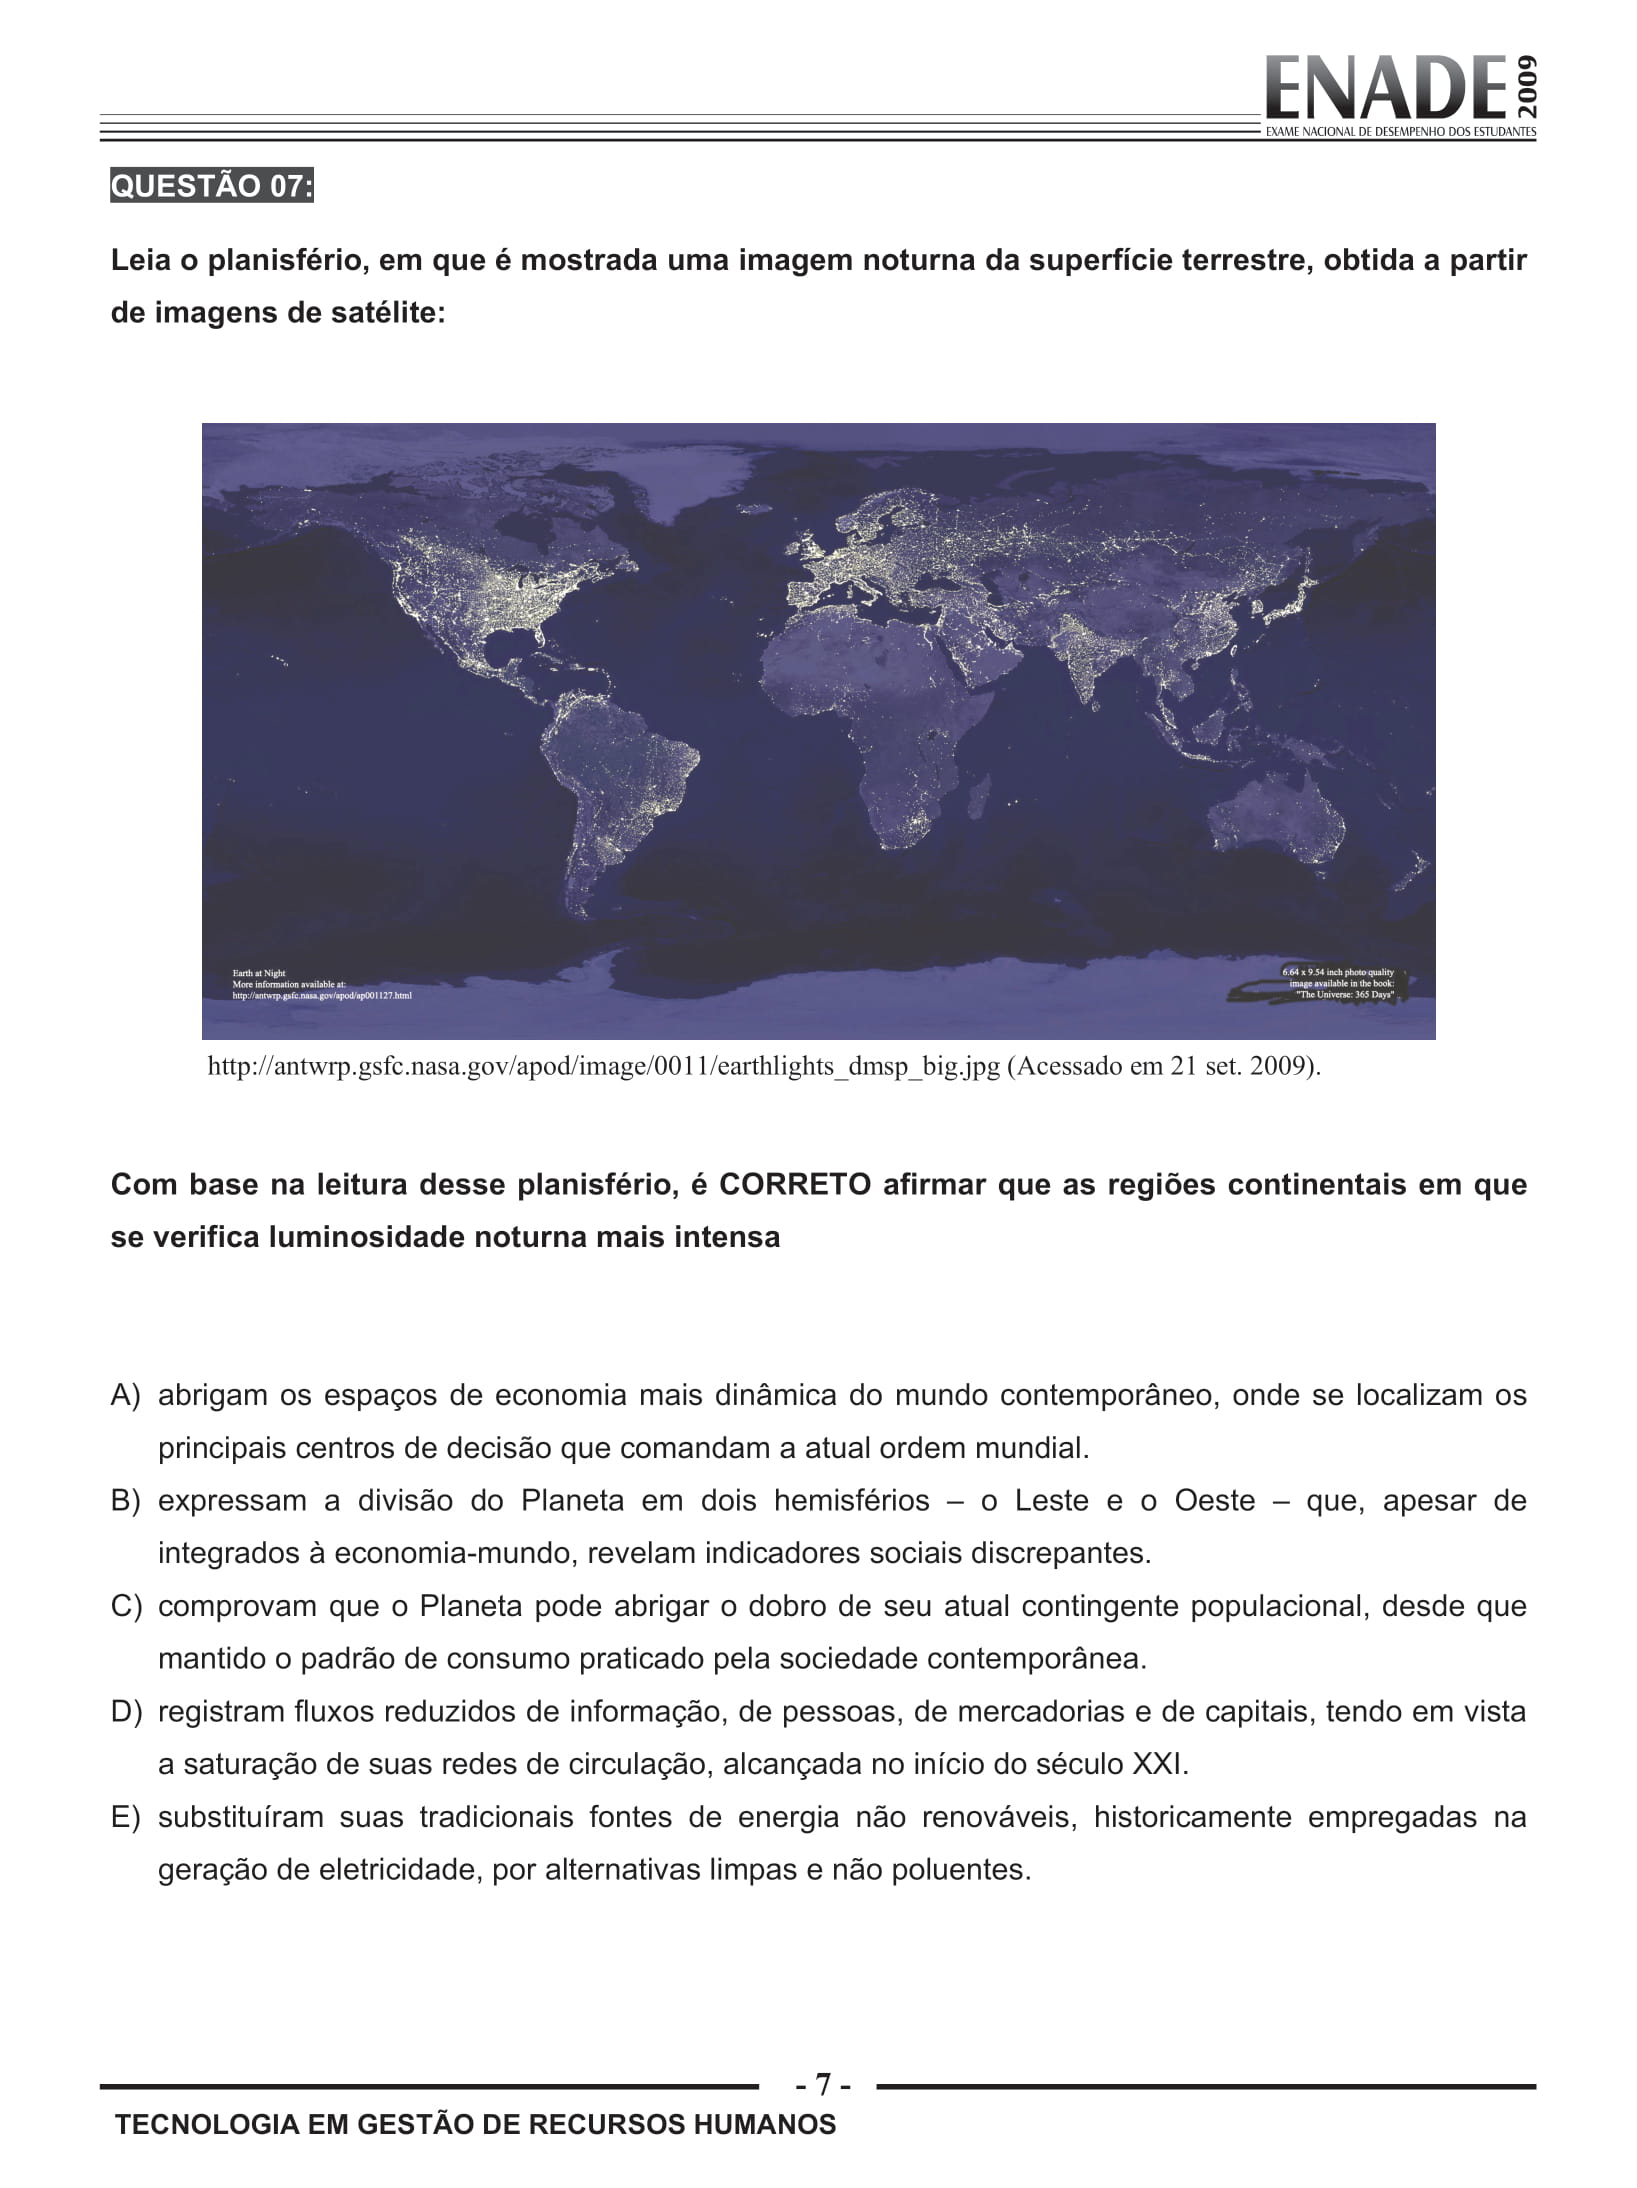 ENADE 2009
EXAME NACIONAL DE DESEMPENHO DOS ESTUDANTES
QUESTÃO 07:
Leia o planisfério, em que é mostrada uma imagem noturna da superfície terrestre, obtida a partir
de imagens de satélite:
Earth at Night
More information available at:
http://antwrp.gsfc.nasa.gov/apod/ap001127.html
6.64 x 9.54 inch photo quality
image available in the book:
"The Universe: 365 Days"
http://antwrp.gsfc.nasa.gov/apod/image/0011/earthlights_dmsp_big.jpg (Acessado em 21 set. 2009).
Com base na leitura desse planisfério, é CORRETO afirmar que as regiões continentais em que
se verifica luminosidade noturna mais intensa
A) abrigam os espaços de economia mais dinâmica do mundo contemporâneo, onde se localizam os
principais centros de decisão que comandam a atual ordem mundial.
B) expressam a divisão do Planeta em dois hemisférios – o Leste e o Oeste – que, apesar de
integrados à economia-mundo, revelam indicadores sociais discrepantes.
C) comprovam que o Planeta pode abrigar o dobro de seu atual contingente populacional, desde que
mantido o padrão de consumo praticado pela sociedade contemporânea.
D) registram fluxos reduzidos de informação, de pessoas, de mercadorias e de capitais, tendo em vista
a saturação de suas redes de circulação, alcançada no início do século XXI.
E) substituíram suas tradicionais fontes de energia não renováveis, historicamente empregadas na
geração de eletricidade, por alternativas limpas e não poluentes.
- 7 -
TECNOLOGIA EM GESTÃO DE RECURSOS HUMANOS